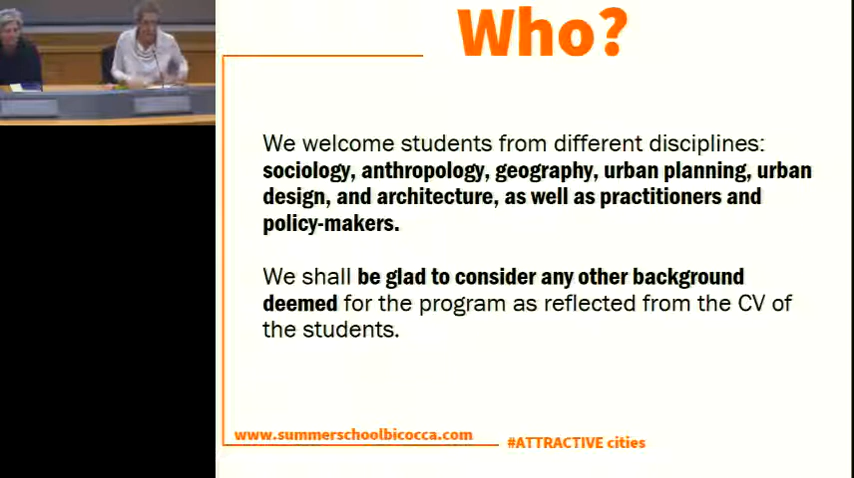 Who?
We welcome students from different disciplines:
sociology, anthropology, geography, urban planning, urban
design, and architecture, as well as practitioners and
policy-makers.
We shall be glad to consider any other background
deemed for the program as reflected from the CV of
the students.
www.summerschoolbicocca.com
#ATTRACTIVE cities